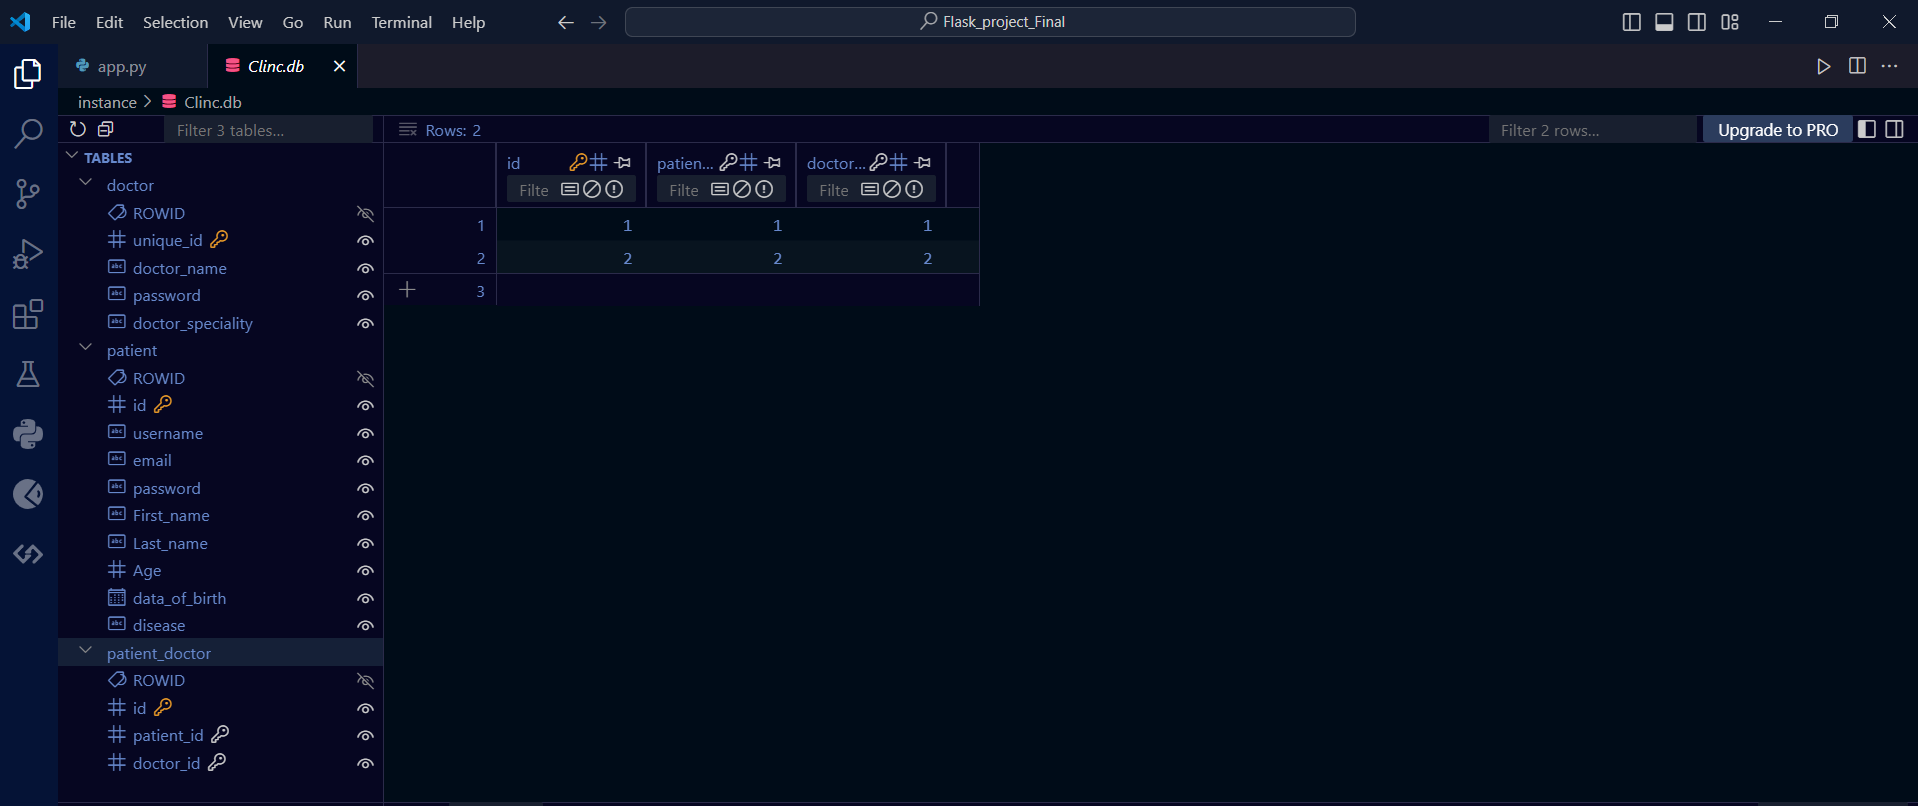 File Edit Selection View Go Run Terminal Help Flask_project_Final
app.py Clinc.db
instance Clinc.db
Filter 3 tables... Rows: 2 Filter 2 rows... Upgrade to PRO
TABLES
doctor
ROWID
unique_id
doctor_name
password
doctor_speciality
patient
ROWID
id
username
email
password
First_name
Last_name
Age
data_of_birth
disease
patient_doctor
ROWID
id
patient_id
doctor_id
id patien... doctor...
Filte Filte Filte
1 1 1 1
2 2 2 2
3